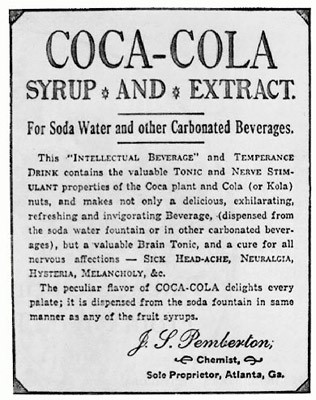 COCA-COLA
SYRUP * AND * EXTRACT.
For Soda Water and other Carbonated Beverages.
This "INTELLECTUAL BEVERAGE" and TEMPERANCE
DRINK contains the valuable TONIC and NERVE STIM-
ULANT properties of the Coca plant and Cola (or Kola)
nuts, and makes not only a delicious, exhilarating,
refreshing and invigorating Beverage, (dispensed from
the soda water fountain or in other carbonated bever-
ages), but a valuable Brain Tonic, and a cure for all
nervous affections — SICK HEAD-ACHE, NEURALGIA,
HYSTERIA, MELANCHOLY, &c.
The peculiar flavor of COCA-COLA delights every
palate; it is dispensed from the soda fountain in same
manner as any of the fruit syrups.
J. S. Pemberton;
Chemist,
Sole Proprietor, Atlanta, Ga.